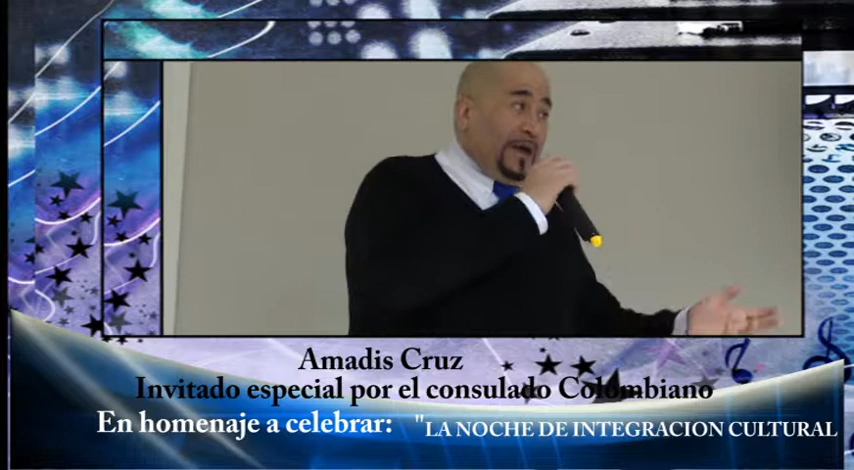 Amadis Cruz
Invitado especial por el consulado Colombiano
En homenaje a celebrar: "LA NOCHE DE INTEGRACION CULTURAL